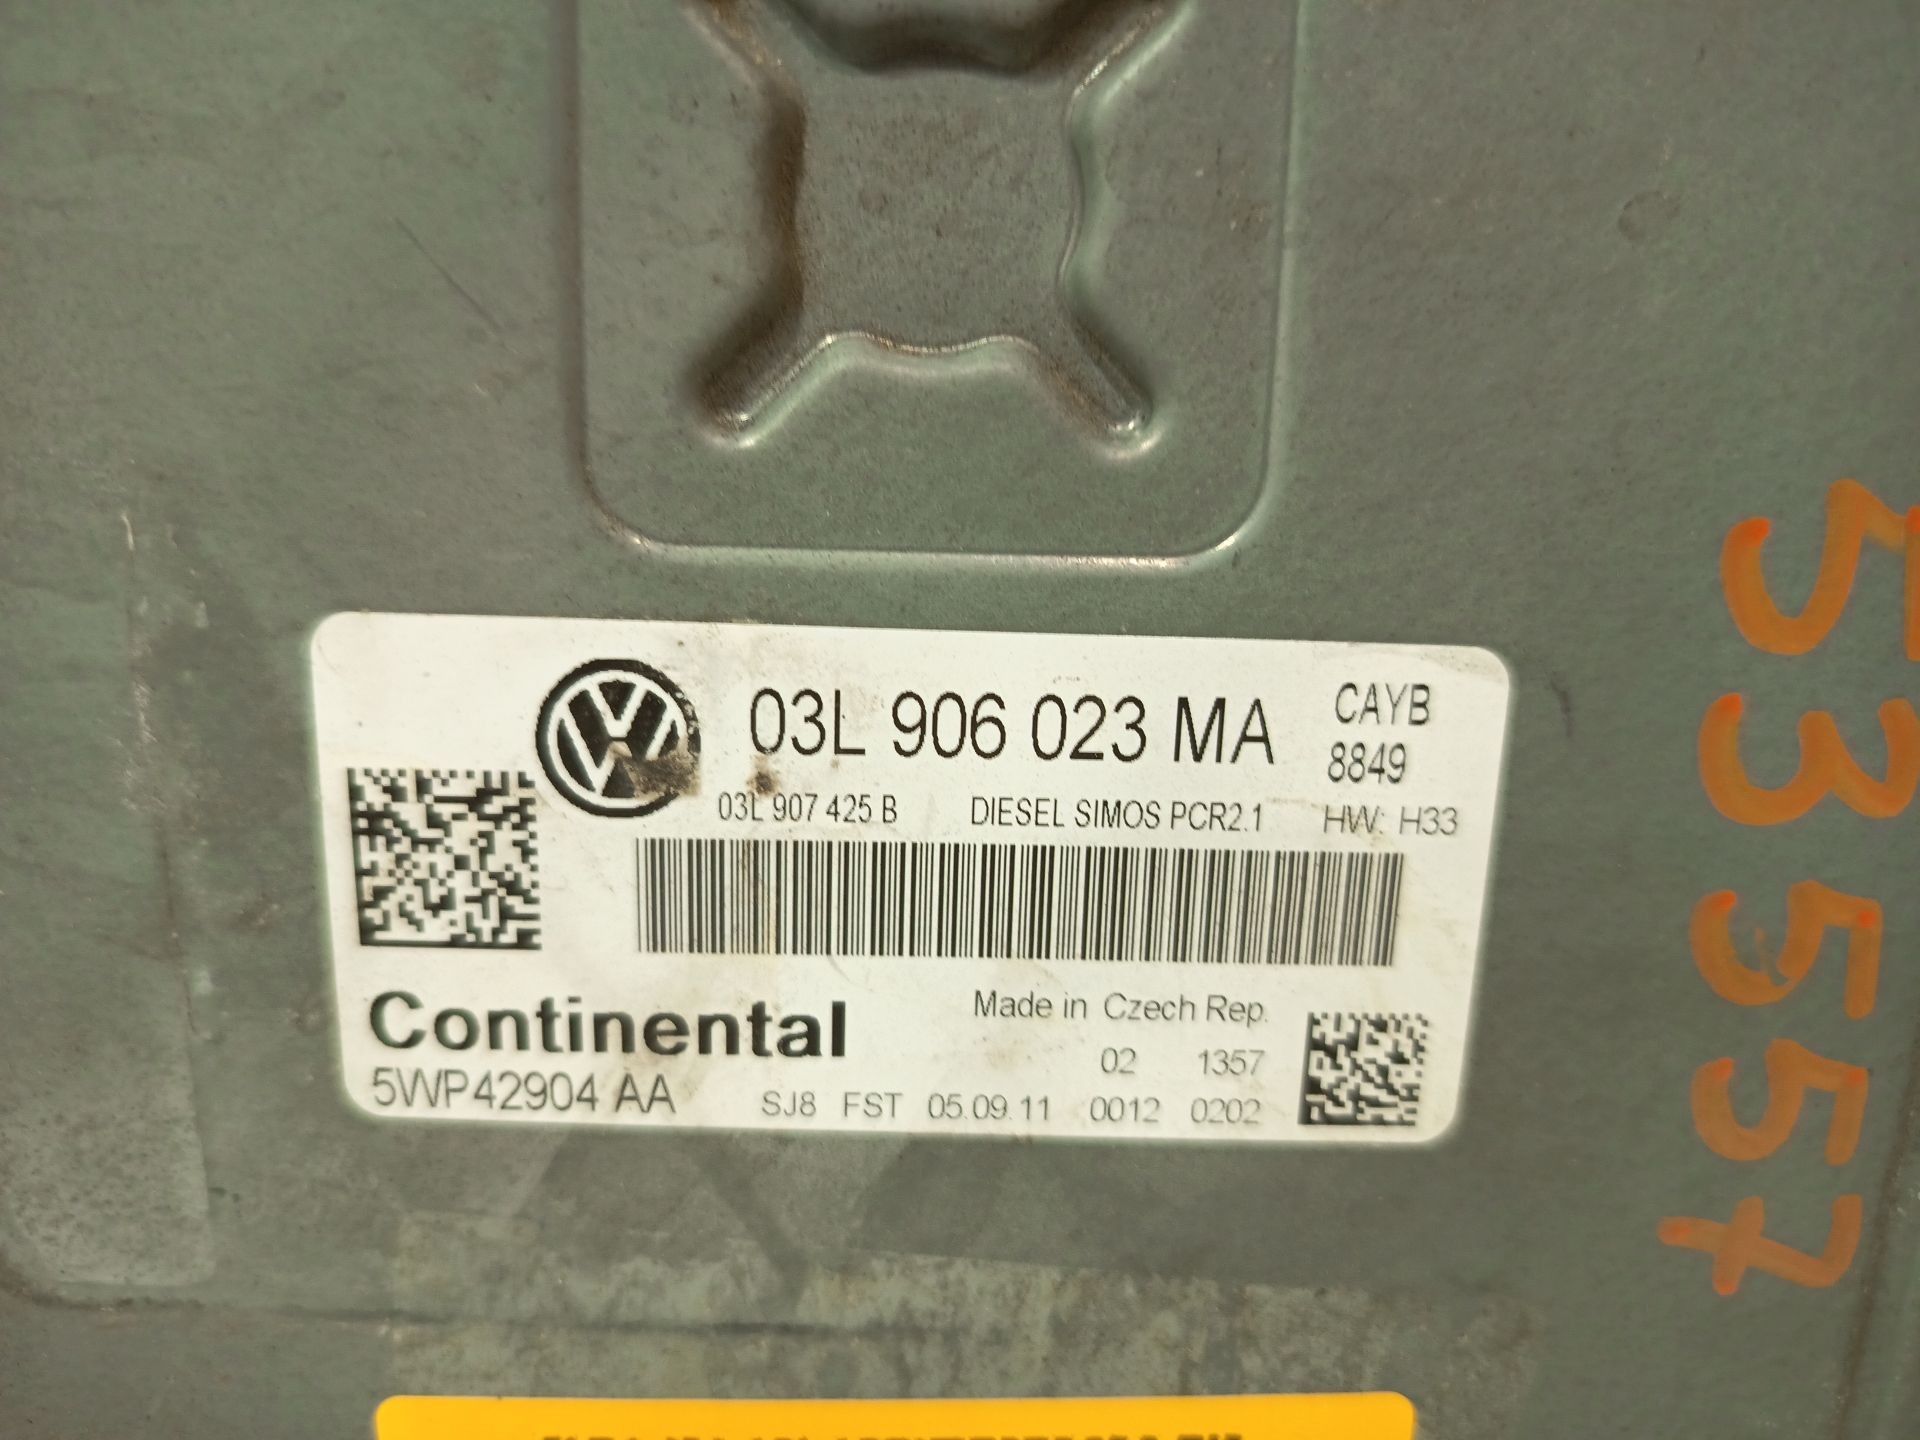 03L 906 023 MA
CAYB
8849
03L 907 425 B DIESEL SIMOS PCR2.1 HW: H33
Continental
Made in Czech Rep.
02 1357
5WP42904 AA
SJ8 FST 05.09.11 0012 0202
53557